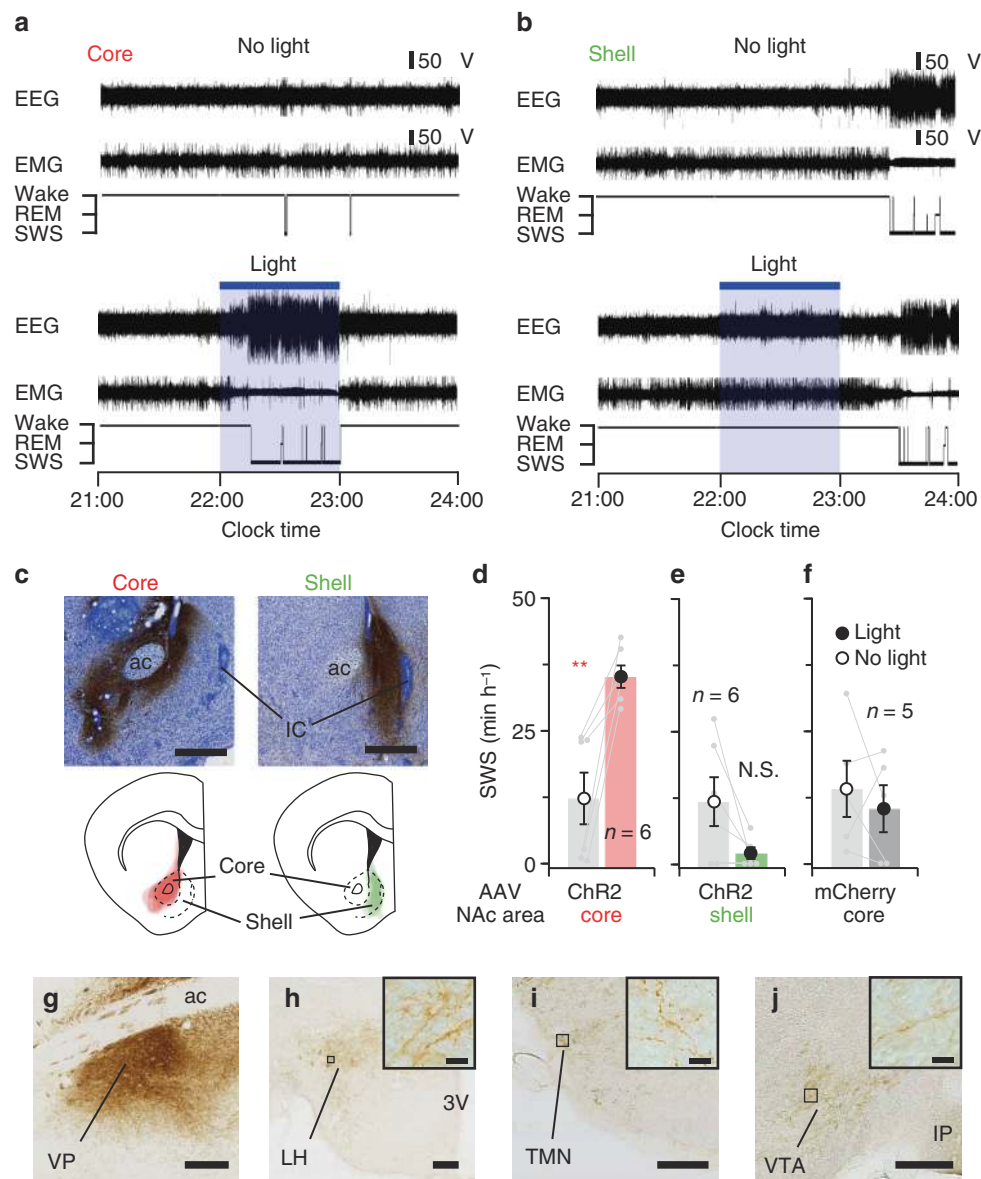 a
Core
No light
50 V
EEG
50 V
EMG
Wake
REM
SWS
Light
EEG
EMG
Wake
REM
SWS
21:00 22:00 23:00 24:00
Clock time
b
Shell
No light
50 V
EEG
50 V
EMG
Wake
REM
SWS
Light
EEG
EMG
Wake
REM
SWS
21:00 22:00 23:00 24:00
Clock time
c
Core
Shell
ac
ac
IC
Core
Shell
d
e
f
50
25
0
SWS (min h⁻¹)
**
n = 6
n = 6
N.S.
Light
No light
n = 5
AAV ChR2 ChR2 mCherry
NAc area core shell core
g
ac
VP
h
3V
LH
i
TMN
j
IP
VTA